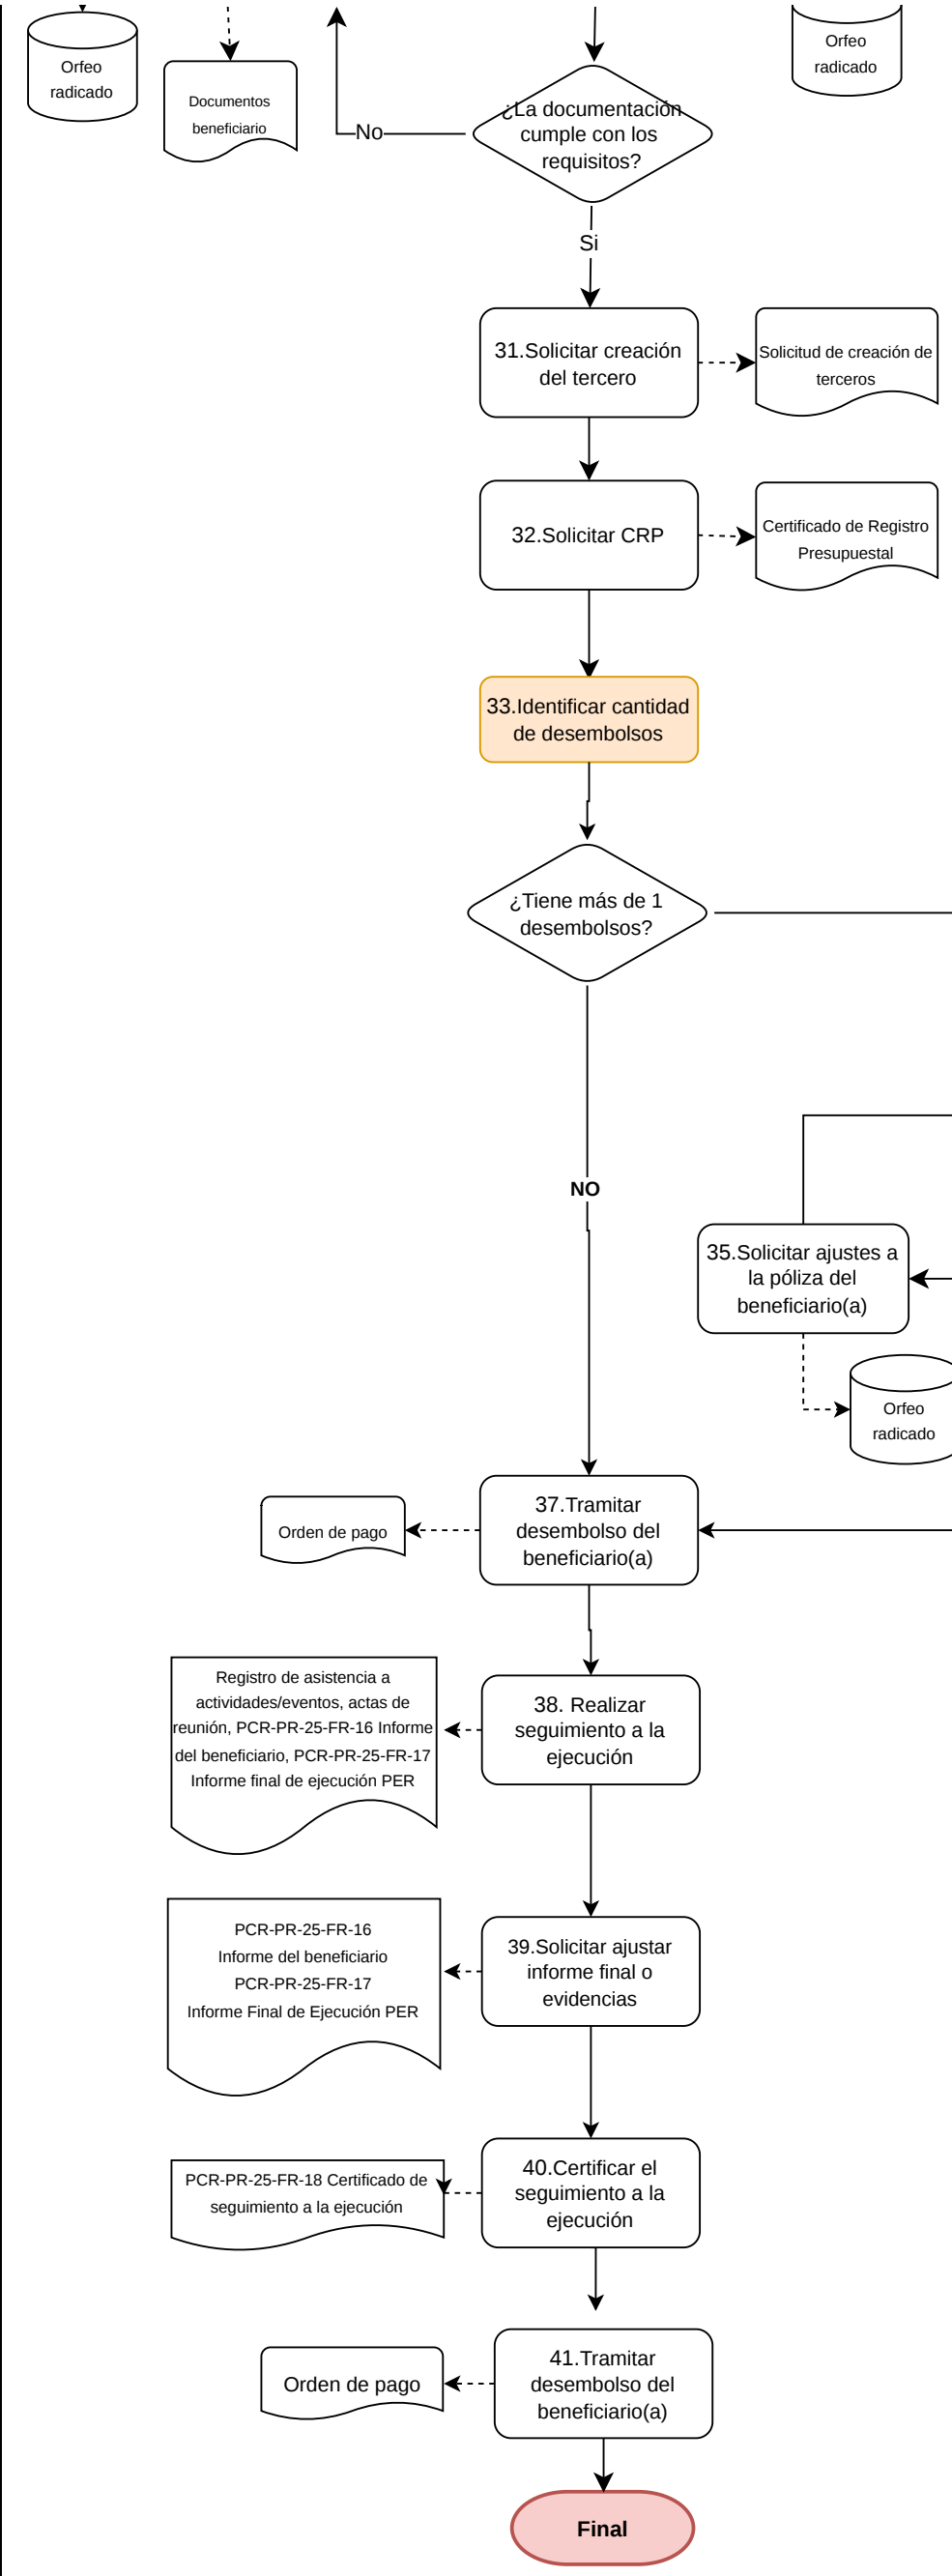 Orfeo
radicado
Documentos
beneficiario
¿La documentación
cumple con los
requisitos?
Orfeo
radicado
No
Si
31.Solicitar creación
del tercero
Solicitud de creación de
terceros
32.Solicitar CRP
Certificado de Registro
Presupuestal
33.Identificar cantidad
de desembolsos
¿Tiene más de 1
desembolsos?
NO
35.Solicitar ajustes a
la póliza del
beneficiario(a)
Orfeo
radicado
37.Tramitar
desembolso del
beneficiario(a)
Orden de pago
38. Realizar
seguimiento a la
ejecución
Registro de asistencia a
actividades/eventos, actas de
reunión, PCR-PR-25-FR-16 Informe
del beneficiario, PCR-PR-25-FR-17
Informe final de ejecución PER
39.Solicitar ajustar
informe final o
evidencias
PCR-PR-25-FR-16
Informe del beneficiario
PCR-PR-25-FR-17
Informe Final de Ejecución PER
40.Certificar el
seguimiento a la
ejecución
PCR-PR-25-FR-18 Certificado de
seguimiento a la ejecución
41.Tramitar
desembolso del
beneficiario(a)
Orden de pago
Final